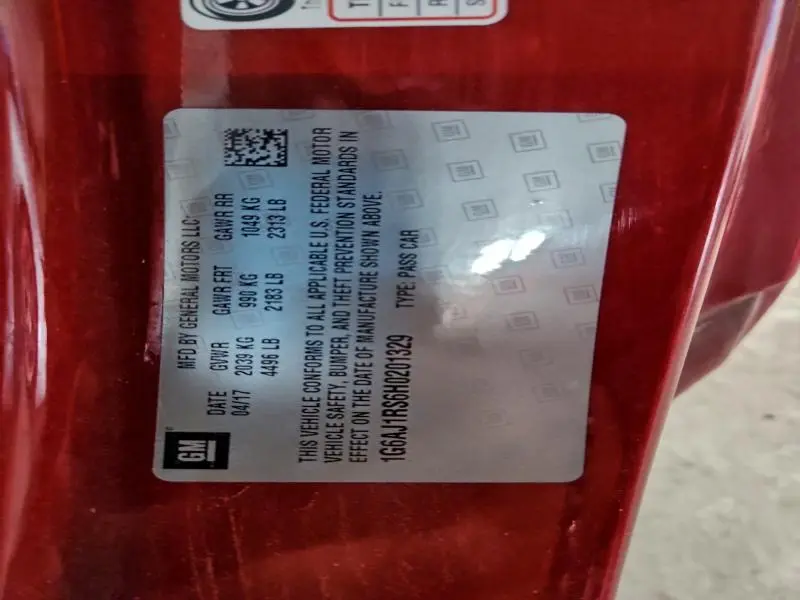 GM
MFD BY GENERAL MOTORS LLC
DATE GVWR GAWR FRT GAWR RR
04/17 2039 KG 990 KG 1049 KG
4496 LB 2183 LB 2313 LB
THIS VEHICLE CONFORMS TO ALL APPLICABLE U.S. FEDERAL MOTOR
VEHICLE SAFETY, BUMPER, AND THEFT PREVENTION STANDARDS IN
EFFECT ON THE DATE OF MANUFACTURE SHOWN ABOVE.
1G6AJ1RS6H0201329 TYPE: PASS CAR